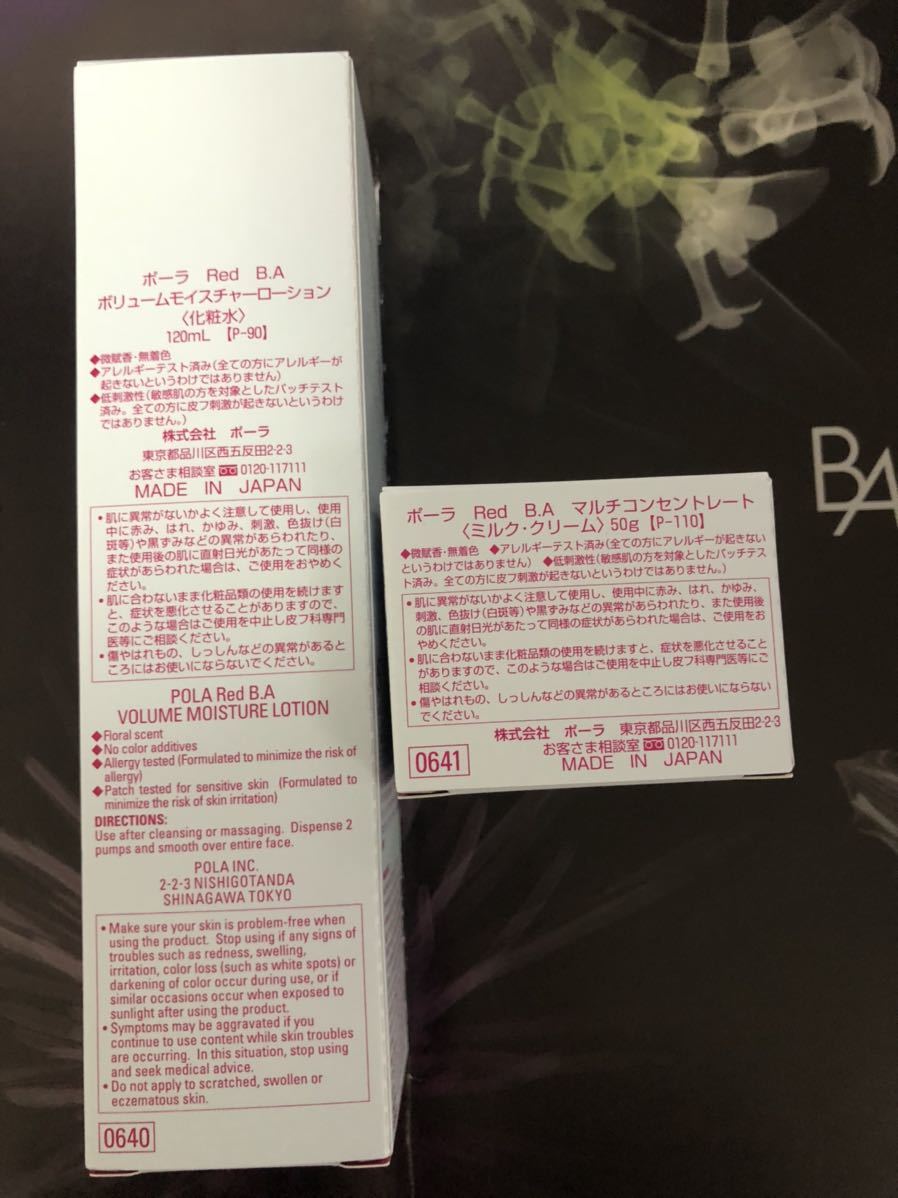 ポーラ Red B.A
ボリュームモイスチャーローション
〈化粧水〉
120mL 【P-90】
◆微賦香・無着色
◆アレルギーテスト済み(全ての方にアレルギーが
起きないというわけではありません)
◆低刺激性(敏感肌の方を対象としたパッチテスト
済み。全ての方に皮フ刺激が起きないというわけ
ではありません。)
株式会社 ポーラ
東京都品川区西五反田2-2-3
お客さま相談室 0120-117111
MADE IN JAPAN
• 肌に異常がないかよく注意して使用し、使用
中に赤み、はれ、かゆみ、刺激、色抜け(白
斑等)や黒ずみなどの異常があらわれたり、
また使用後の肌に直射日光があたって同様の
症状があらわれた場合は、ご使用をおやめく
ださい。
• 肌に合わないまま化粧品類の使用を続けます
と、症状を悪化させることがありますので、
このような場合はご使用を中止し皮フ科専門
医等にご相談ください。
• 傷やはれもの、しっしんなどの異常があると
ころにはお使いにならないでください。
POLA Red B.A
VOLUME MOISTURE LOTION
◆Floral scent
◆No color additives
◆Allergy tested (Formulated to minimize the risk of
allergy)
◆Patch tested for sensitive skin (Formulated to
minimize the risk of skin irritation)
DIRECTIONS:
Use after cleansing or massaging. Dispense 2
pumps and smooth over entire face.
POLA INC.
2-2-3 NISHIGOTANDA
SHINAGAWA TOKYO
• Make sure your skin is problem-free when
using the product. Stop using if any signs of
troubles such as redness, swelling,
irritation, color loss (such as white spots) or
darkening of color occur during use, or if
similar occasions occur when exposed to
sunlight after using the product.
• Symptoms may be aggravated if you
continue to use content while skin troubles
are occurring. In this situation, stop using
and seek medical advice.
• Do not apply to scratched, swollen or
eczematous skin.
0640
ポーラ Red B.A マルチコンセントレート
〈ミルク・クリーム〉50g【P-110】
◆微賦香・無着色 ◆アレルギーテスト済み(全ての方にアレルギーが起きない
というわけではありません) ◆低刺激性(敏感肌の方を対象としたパッチテス
ト済み。全ての方に皮フ刺激が起きないというわけではありません。)
• 肌に異常がないかよく注意して使用し、使用中に赤み、はれ、かゆみ、
刺激、色抜け(白斑等)や黒ずみなどの異常があらわれたり、また使用後
の肌に直射日光があたって同様の症状があらわれた場合は、ご使用をお
やめください。
• 肌に合わないまま化粧品類の使用を続けますと、症状を悪化させること
がありますので、このような場合はご使用を中止し皮フ科専門医等にご
相談ください。
• 傷やはれもの、しっしんなどの異常があるところにはお使いにならない
でください。
株式会社 ポーラ 東京都品川区西五反田2-2-3
お客さま相談室 0120-117111
MADE IN JAPAN
0641
BA